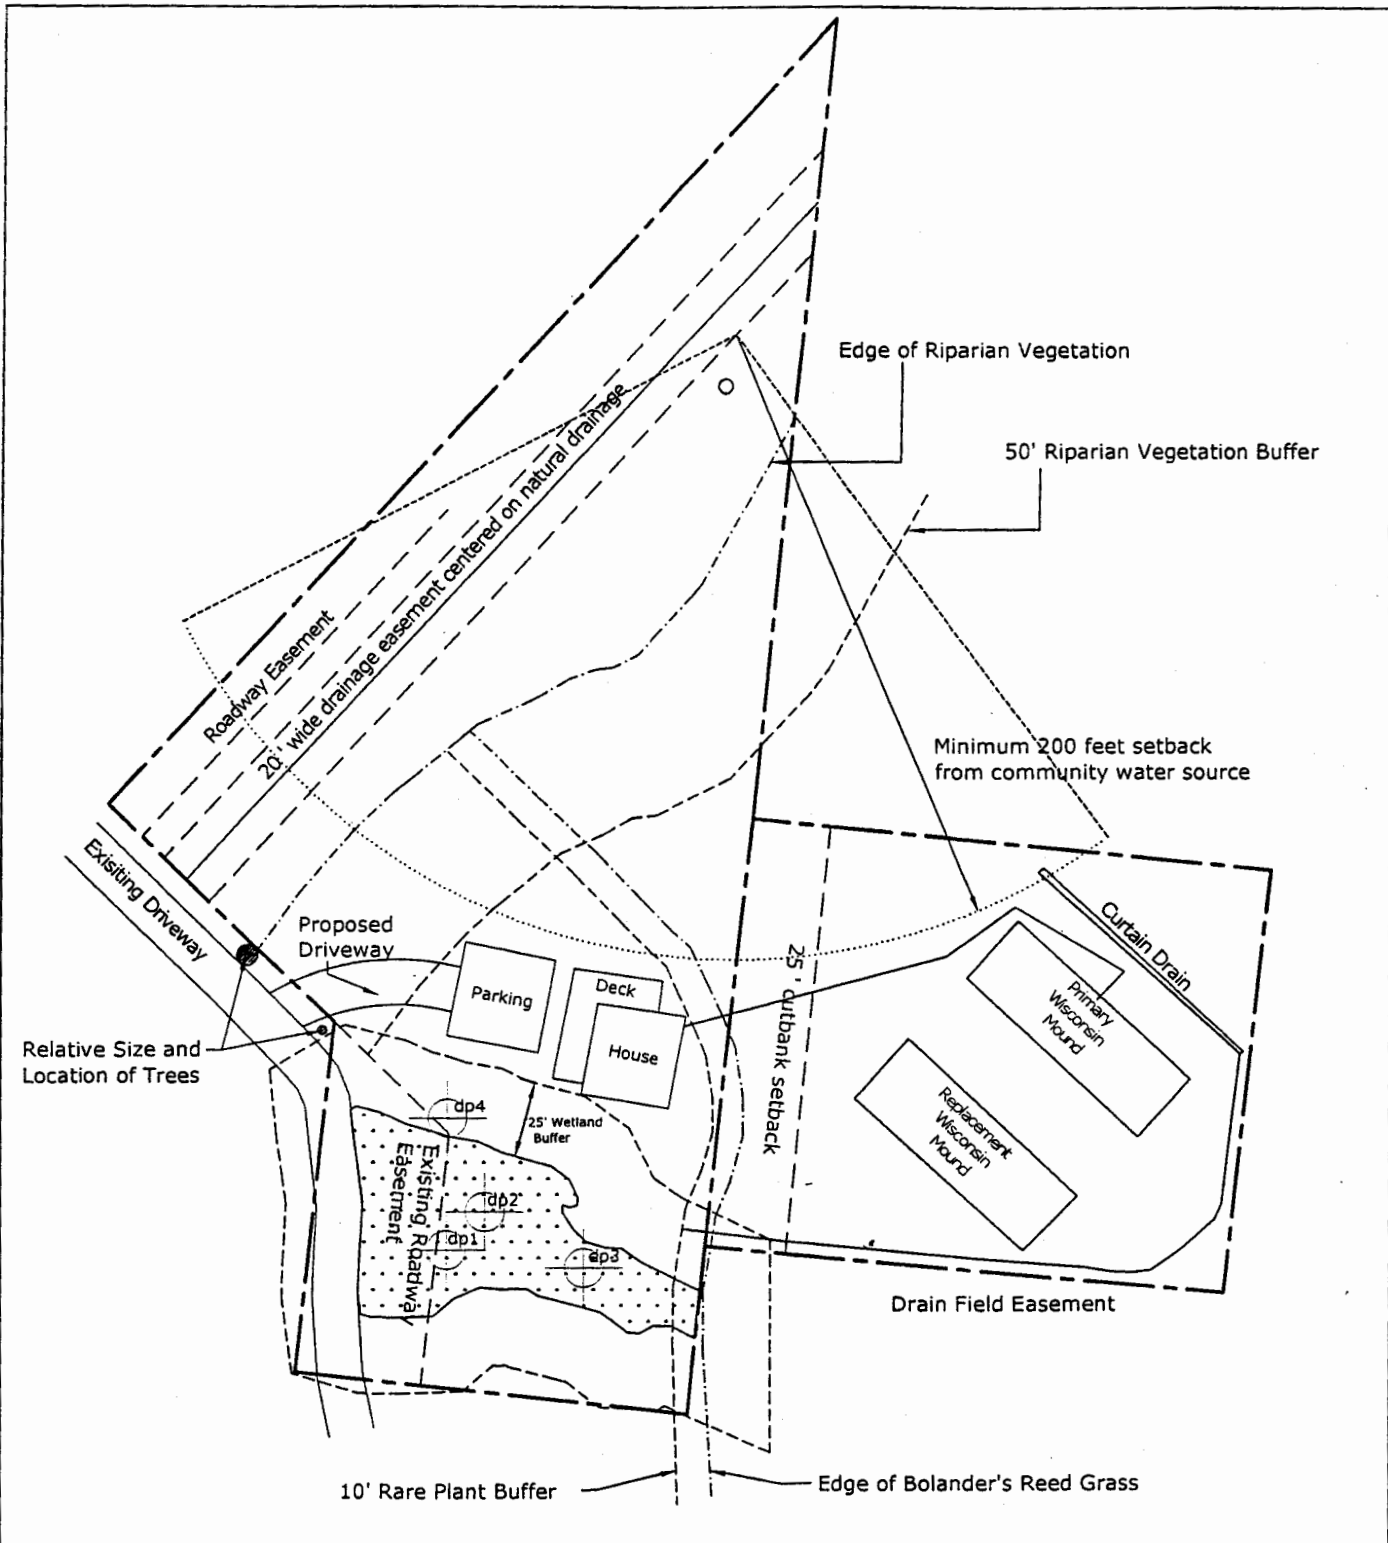 Edge of Riparian Vegetation
50' Riparian Vegetation Buffer
20' wide drainage easement centered on natural drainage
Roadway Easement
Minimum 200 feet setback
from community water source
Exisiting Driveway
Proposed
Driveway
Parking
Deck
House
25' cutbank setback
Curtain Drain
Primary
Wisconsin
Mound
Replacement
Wisconsin
Mound
Relative Size and
Location of Trees
dp4
25' Wetland
Buffer
Existing Roadway
Easement
dp2
dp1
dp3
Drain Field Easement
10' Rare Plant Buffer
Edge of Bolander's Reed Grass